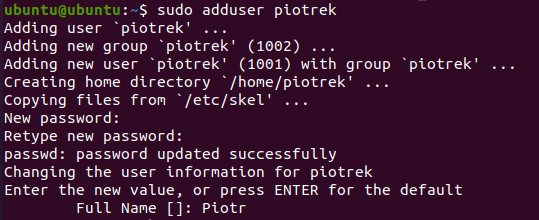 ubuntu@ubuntu:~$ sudo adduser piotrek
Adding user `piotrek' ...
Adding new group `piotrek' (1002) ...
Adding new user `piotrek' (1001) with group `piotrek' ...
Creating home directory `/home/piotrek' ...
Copying files from `/etc/skel' ...
New password:
Retype new password:
passwd: password updated successfully
Changing the user information for piotrek
Enter the new value, or press ENTER for the default
Full Name []: Piotr